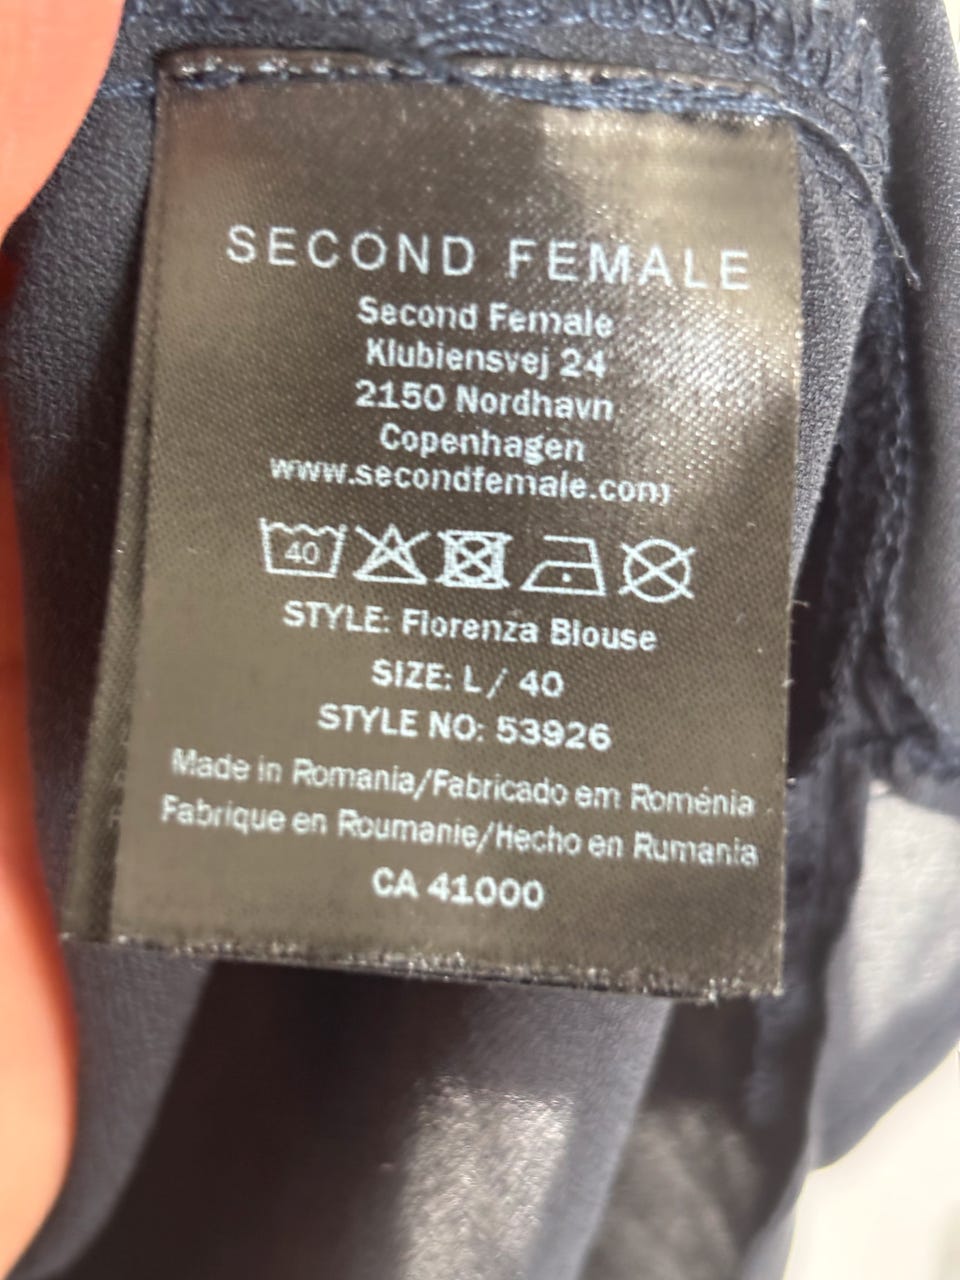 SECOND FEMALE
Second Female
Klubiensvej 24
2150 Nordhavn
Copenhagen
www.secondfemale.com
40
STYLE: Florenza Blouse
SIZE: L / 40
STYLE NO: 53926
Made in Romania/Fabricado em Roménia
Fabrique en Roumanie/Hecho en Rumania
CA 41000